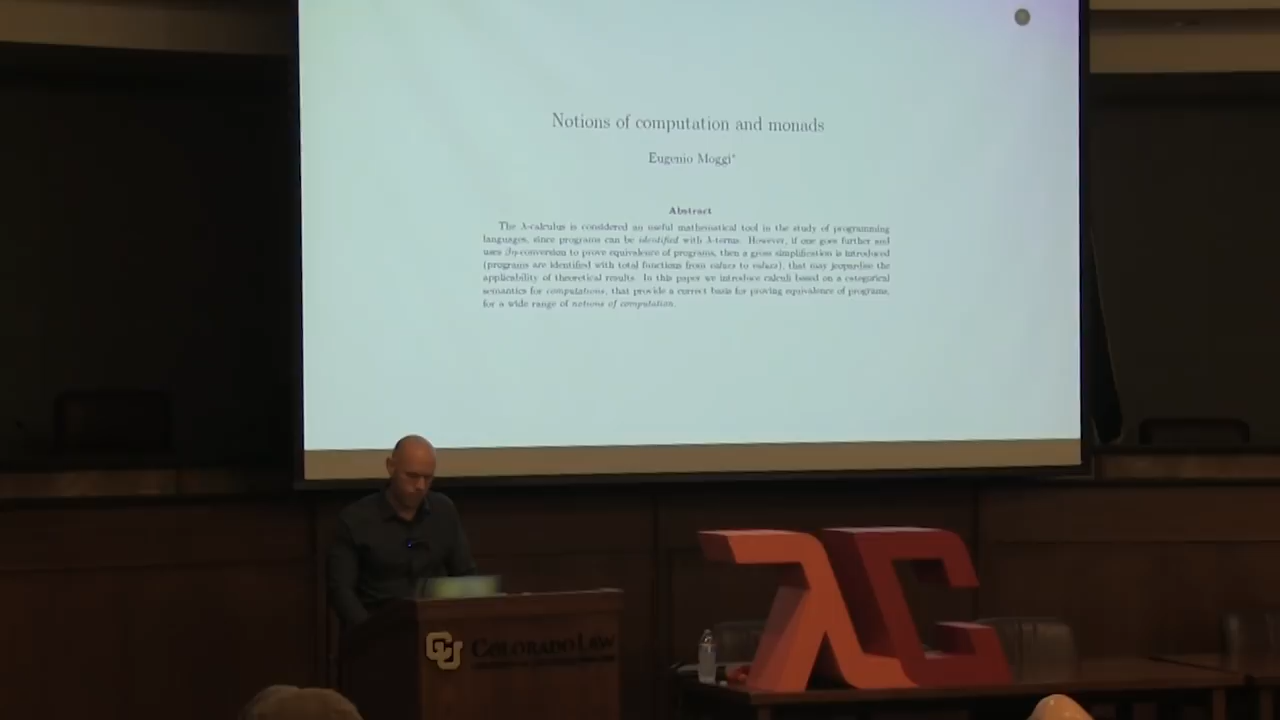 Notions of computation and monads
Eugenio Moggi*
Abstract
The λ-calculus is considered an useful mathematical tool in the study of programming
languages, since programs can be identified with λ-terms. However, if one goes further and
uses βη-conversion to prove equivalence of programs, then a gross simplification is introduced
(programs are identified with total functions from values to values), that may jeopardise the
applicability of theoretical results. In this paper we introduce calculi based on a categorical
semantics for computations, that provide a correct basis for proving equivalence of programs,
for a wide range of notions of computation.
CU COLORADO LAW
λC